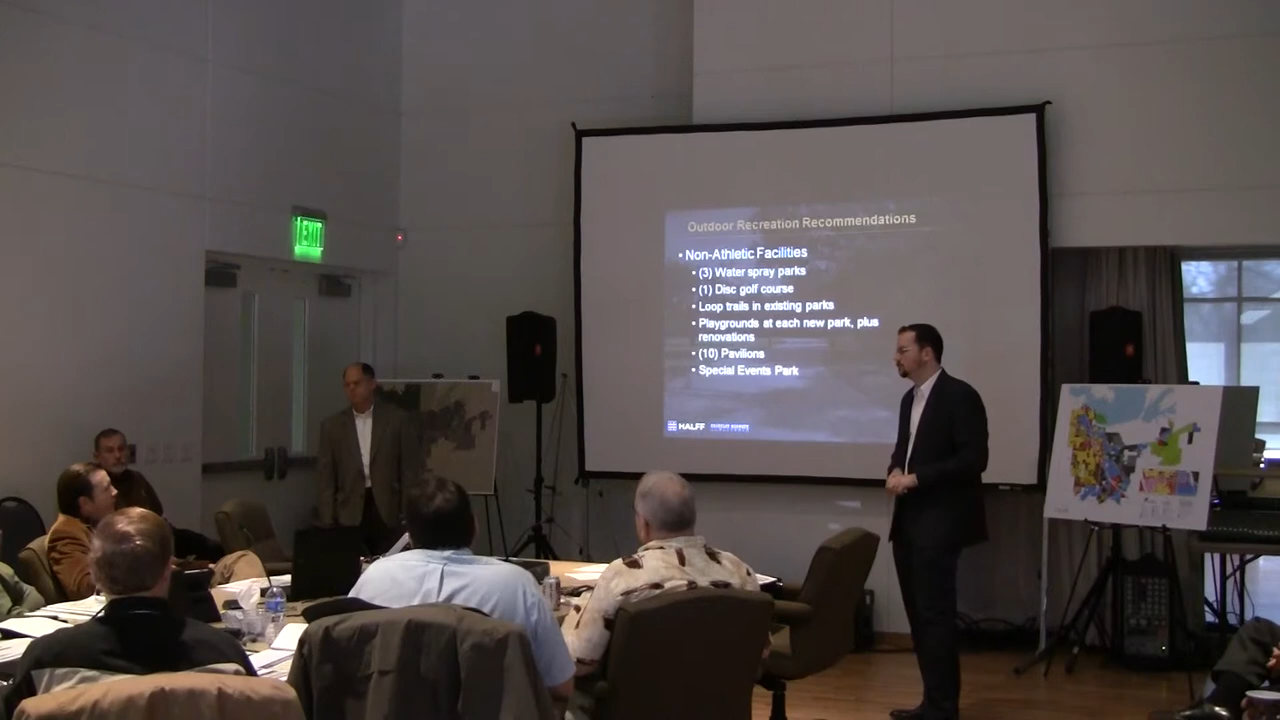 EXIT
Outdoor Recreation Recommendations
• Non-Athletic Facilities
• (3) Water spray parks
• (1) Disc golf course
• Loop trails in existing parks
• Playgrounds at each new park, plus
renovations
• (10) Pavilions
• Special Events Park
HALFF